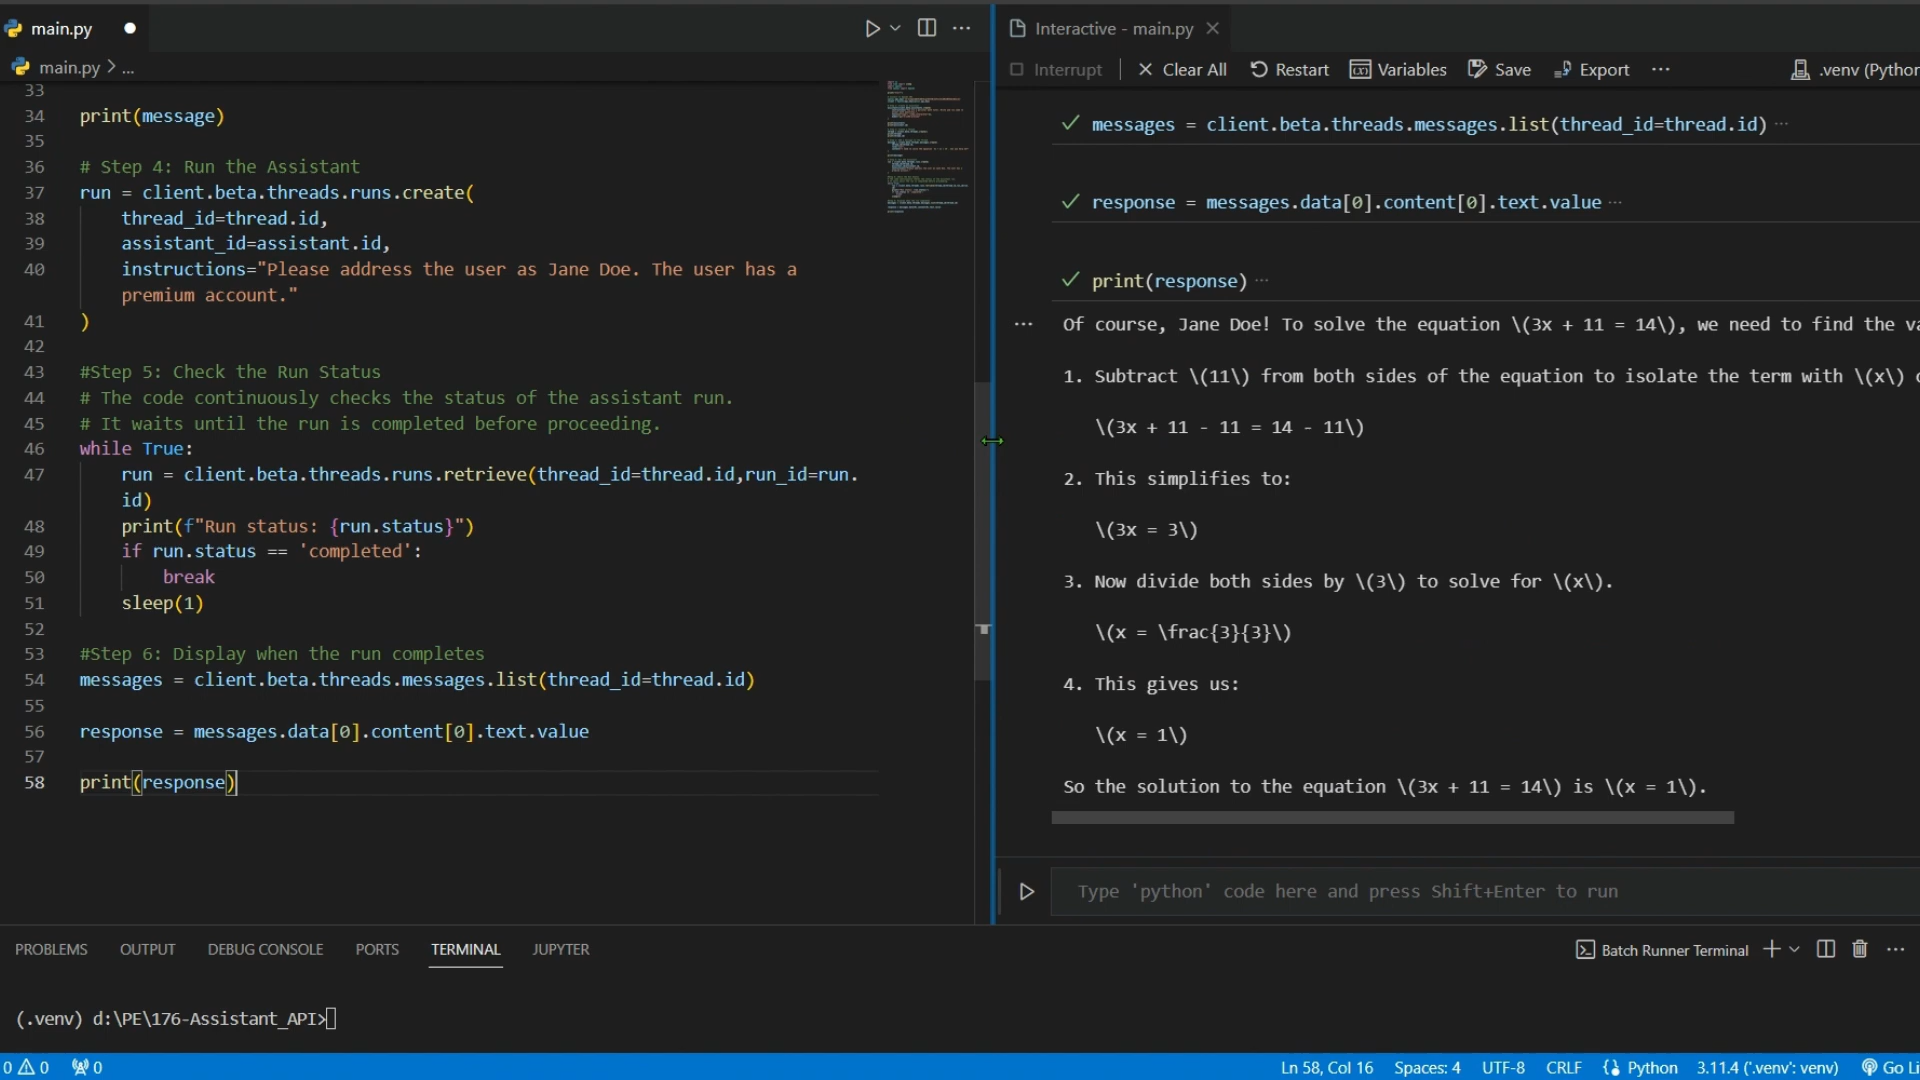 main.py
Interactive - main.py
main.py > ...
Interrupt
Clear All
Restart
Variables
Save
Export
.venv (Python
33
34 print(message)
35
36 # Step 4: Run the Assistant
37 run = client.beta.threads.runs.create(
38 thread_id=thread.id,
39 assistant_id=assistant.id,
40 instructions="Please address the user as Jane Doe. The user has a
premium account."
41 )
42
43 #Step 5: Check the Run Status
44 # The code continuously checks the status of the assistant run.
45 # It waits until the run is completed before proceeding.
46 while True:
47 run = client.beta.threads.runs.retrieve(thread_id=thread.id,run_id=run.
id)
48 print(f"Run status: {run.status}")
49 if run.status == 'completed':
50 break
51 sleep(1)
52
53 #Step 6: Display when the run completes
54 messages = client.beta.threads.messages.list(thread_id=thread.id)
55
56 response = messages.data[0].content[0].text.value
57
58 print(response)
messages = client.beta.threads.messages.list(thread_id=thread.id) ...
response = messages.data[0].content[0].text.value ...
print(response) ...
Of course, Jane Doe! To solve the equation \(3x + 11 = 14\), we need to find the
1. Subtract \(11\) from both sides of the equation to isolate the term with \(x\)
\(3x + 11 - 11 = 14 - 11\)
2. This simplifies to:
\(3x = 3\)
3. Now divide both sides by \(3\) to solve for \(x\).
\(x = \frac{3}{3}\)
4. This gives us:
\(x = 1\)
So the solution to the equation \(3x + 11 = 14\) is \(x = 1\).
Type 'python' code here and press Shift+Enter to run
PROBLEMS OUTPUT DEBUG CONSOLE PORTS TERMINAL JUPYTER
Batch Runner Terminal
(.venv) d:\PE\176-Assistant_API>
0 0 0
Ln 58, Col 16 Spaces: 4 UTF-8 CRLF Python 3.11.4 ('.venv': venv) Go Li